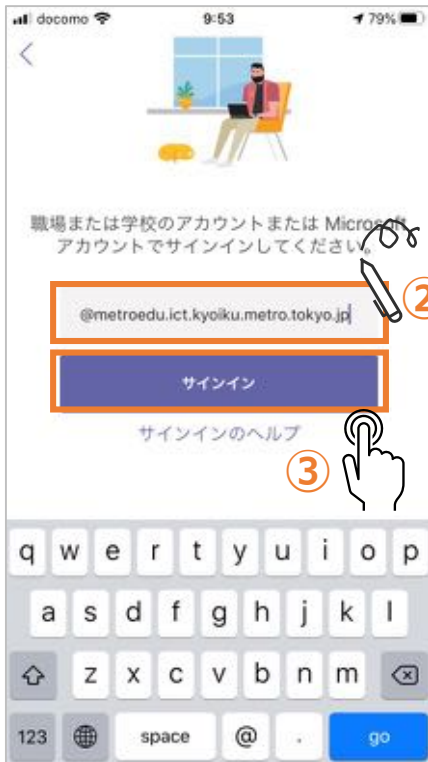 docomo 9:53 79%
職場または学校のアカウントまたは Microsoft
アカウントでサインインしてください。
②
@metroedu.ict.kyoiku.metro.tokyo.jp
サインイン
サインインのヘルプ
③
q w e r t y u i o p
a s d f g h j k l
z x c v b n m
123 space @ . go